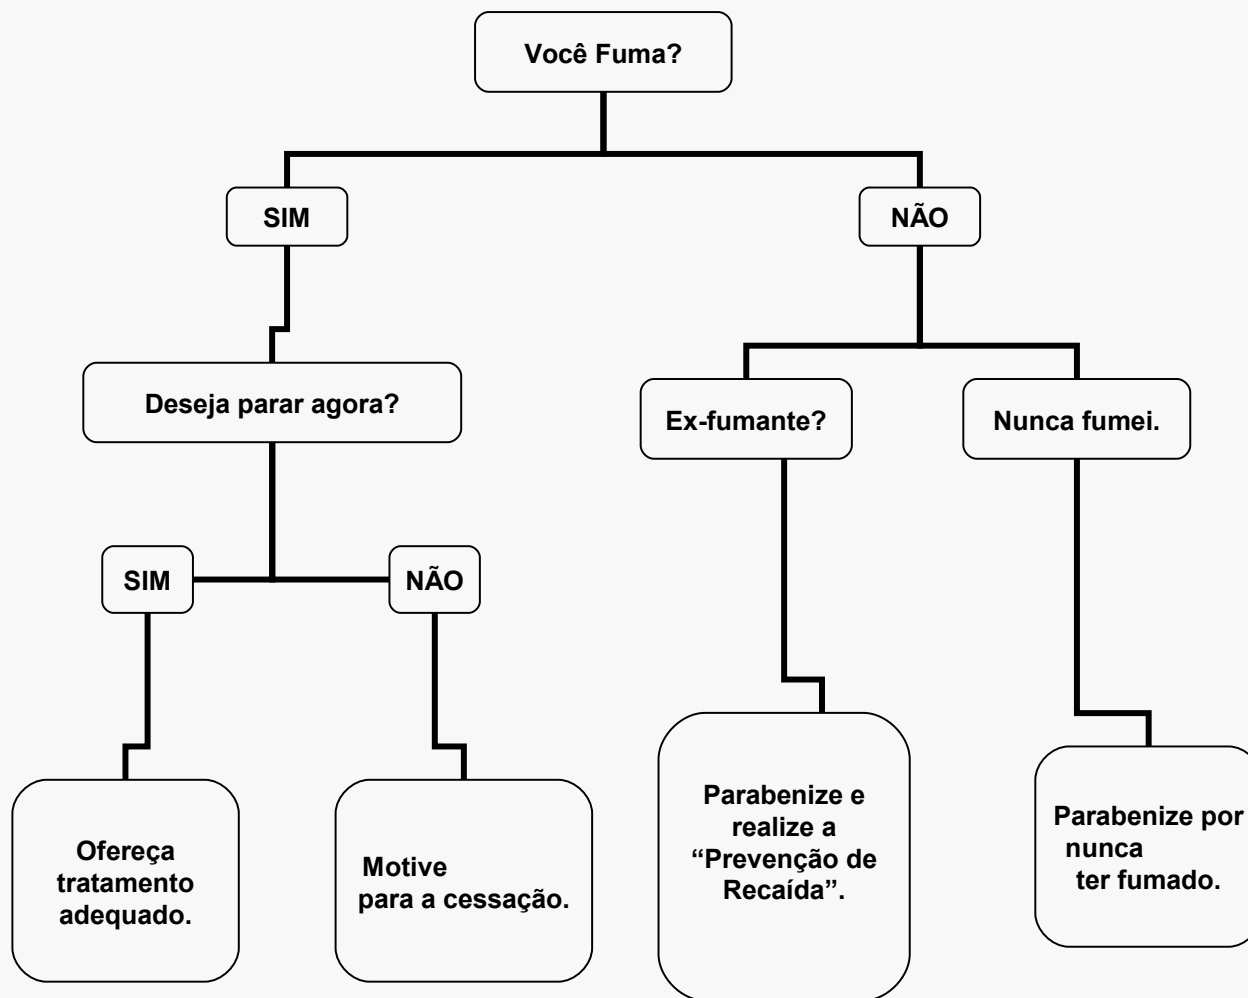 Você Fuma?
SIM
NÃO
Deseja parar agora?
Ex-fumante?
Nunca fumei.
SIM
NÃO
Ofereça
tratamento
adequado.
Motive
para a cessação.
Parabenize e
realize a
“Prevenção de
Recaída”.
Parabenize por
nunca
ter fumado.